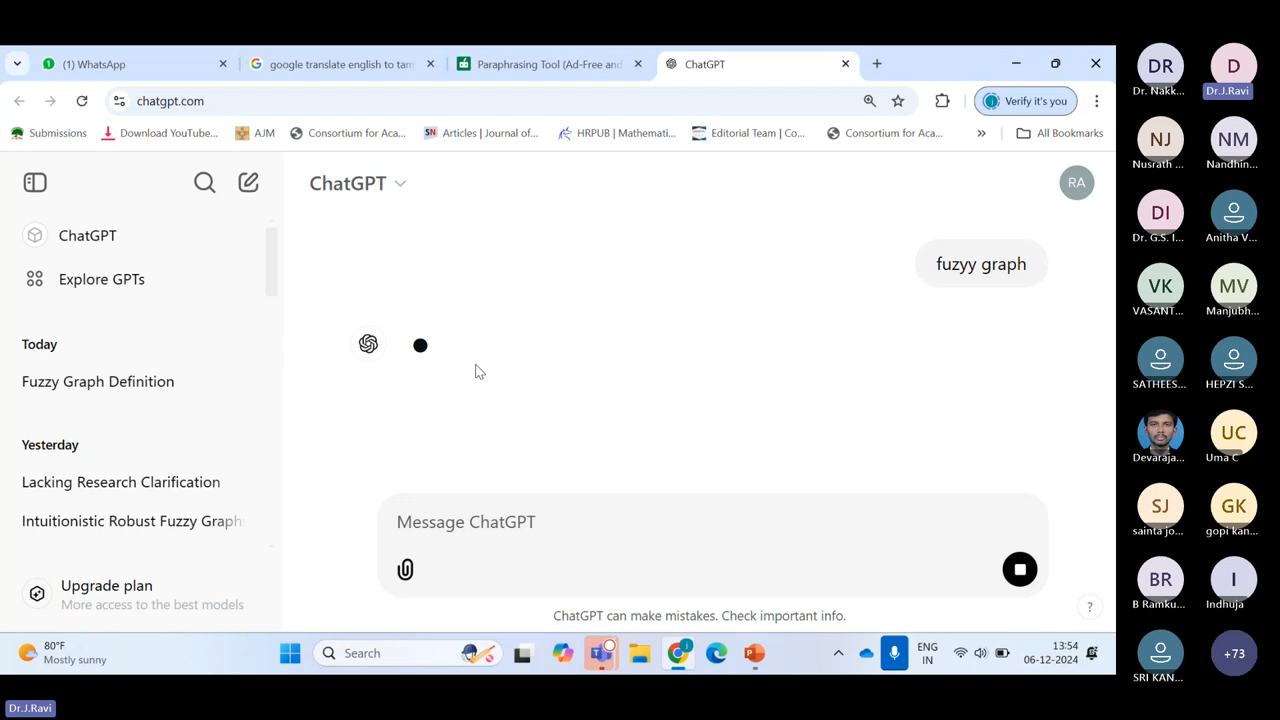 (1) WhatsApp
google translate english to tam
Paraphrasing Tool (Ad-Free and
ChatGPT
chatgpt.com
Verify it's you
Submissions
Download YouTube...
AJM
Consortium for Aca...
Articles | Journal of...
HRPUB | Mathemati...
Editorial Team | Co...
Consortium for Aca...
»
All Bookmarks
ChatGPT
RA
ChatGPT
fuzyy graph
Explore GPTs
Today
Fuzzy Graph Definition
Yesterday
Lacking Research Clarification
Intuitionistic Robust Fuzzy Graph
Message ChatGPT
Upgrade plan
More access to the best models
ChatGPT can make mistakes. Check important info.
?
80°F
Mostly sunny
Search
ENG
IN
13:54
06-12-2024
DR
Dr. Nakk...
D
Dr.J.Ravi
NJ
Nusrath ...
NM
Nandhin...
DI
Dr. G.S. I...
Anitha V...
VK
VASANT...
MV
Manjubh...
SATHEES...
HEPZI S...
Devaraja...
UC
Uma C
SJ
sainta jo...
GK
gopi kan...
BR
B Ramku...
I
Indhuja
SRI KAN...
+73
Dr.J.Ravi